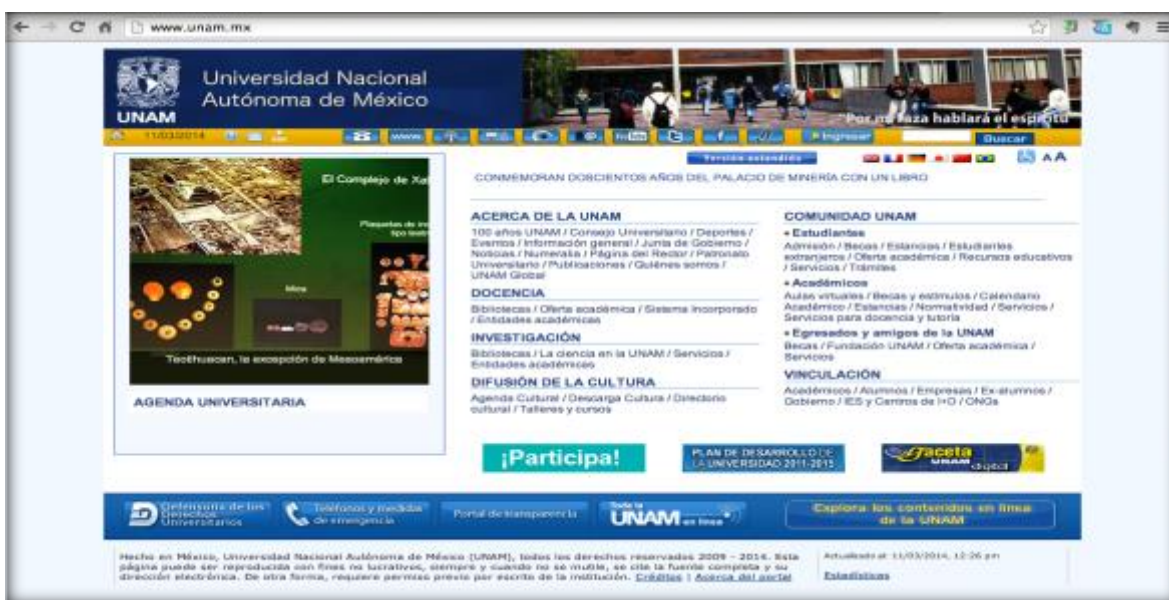 www.unam.mx
Universidad Nacional
Autónoma de México
UNAM
"Por mi raza hablará el espíritu"
11/03/2014
www
Ingresar
Buscar
Versión extendida
A A
El Complejo de Xal
Plaquetas de
tipo
Mica
Teotihuacan, la excepción de Mesoamérica
AGENDA UNIVERSITARIA
CONMEMORAN DOSCIENTOS AÑOS DEL PALACIO DE MINERÍA CON UN LIBRO
ACERCA DE LA UNAM
100 años UNAM / Consejo Universitario / Deportes /
Eventos / Información general / Junta de Gobierno /
Noticias / Numeralia / Página del Rector / Patronato
Universitario / Publicaciones / Quiénes somos /
UNAM Global
DOCENCIA
Bibliotecas / Oferta académica / Sistema Incorporado
/ Entidades académicas
INVESTIGACIÓN
Bibliotecas / La ciencia en la UNAM / Servicios /
Entidades académicas
DIFUSIÓN DE LA CULTURA
Agenda Cultural / Descarga Cultura / Directorio
cultural / Talleres y cursos
COMUNIDAD UNAM
• Estudiantes
Admisión / Becas / Estancias / Estudiantes
extranjeros / Oferta académica / Recursos educativos
/ Servicios / Trámites
• Académicos
Aulas virtuales / Becas y estímulos / Calendario
Académico / Estancias / Normatividad / Servicios /
Servicios para docencia y tutoría
• Egresados y amigos de la UNAM
Becas / Fundación UNAM / Oferta académica /
Servicios
VINCULACIÓN
Académicos / Alumnos / Empresas / Ex-alumnos /
Gobierno / IES y Centros de I+D / ONGs
¡Participa!
PLAN DE DESARROLLO DE
LA UNIVERSIDAD 2011-2015
Gaceta
UNAM
digital
Defensoría de los
Derechos
Universitarios
Teléfonos y medidas
de emergencia
Portal de transparencia
Toda la
UNAM en línea
Explora los contenidos en línea
de la UNAM
Hecho en México, Universidad Nacional Autónoma de México (UNAM), todos los derechos reservados 2009 - 2014. Esta
página puede ser reproducida con fines no lucrativos, siempre y cuando no se mutile, se cite la fuente completa y su
dirección electrónica. De otra forma, requiere permiso previo por escrito de la institución. Créditos | Acerca del portal
Actualizado at 11/03/2014, 12:26 pm
Estadísticas